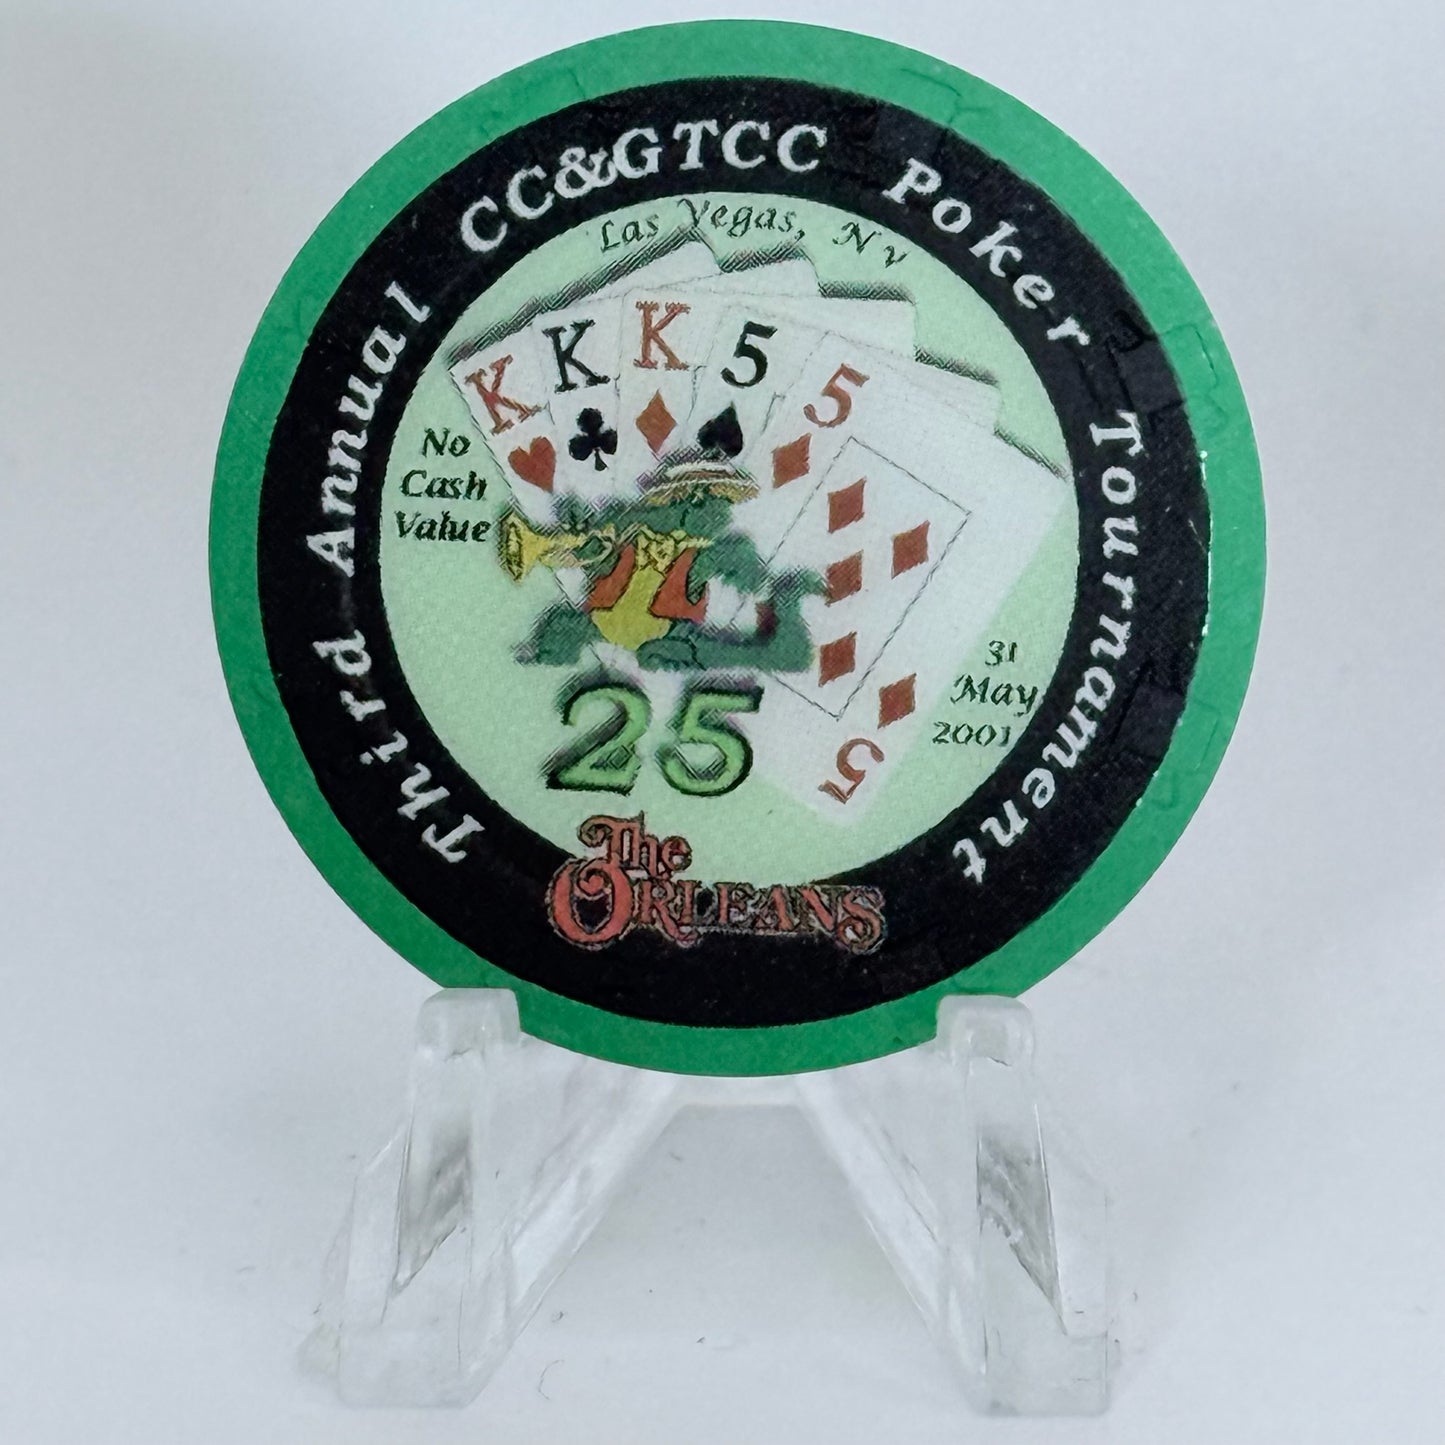 Third Annual CC&GTCC Poker Tournament
Las Vegas, Nv
K K K 5 5
No
Cash
Value
31
May
2001
5
25
The
ORLEANS